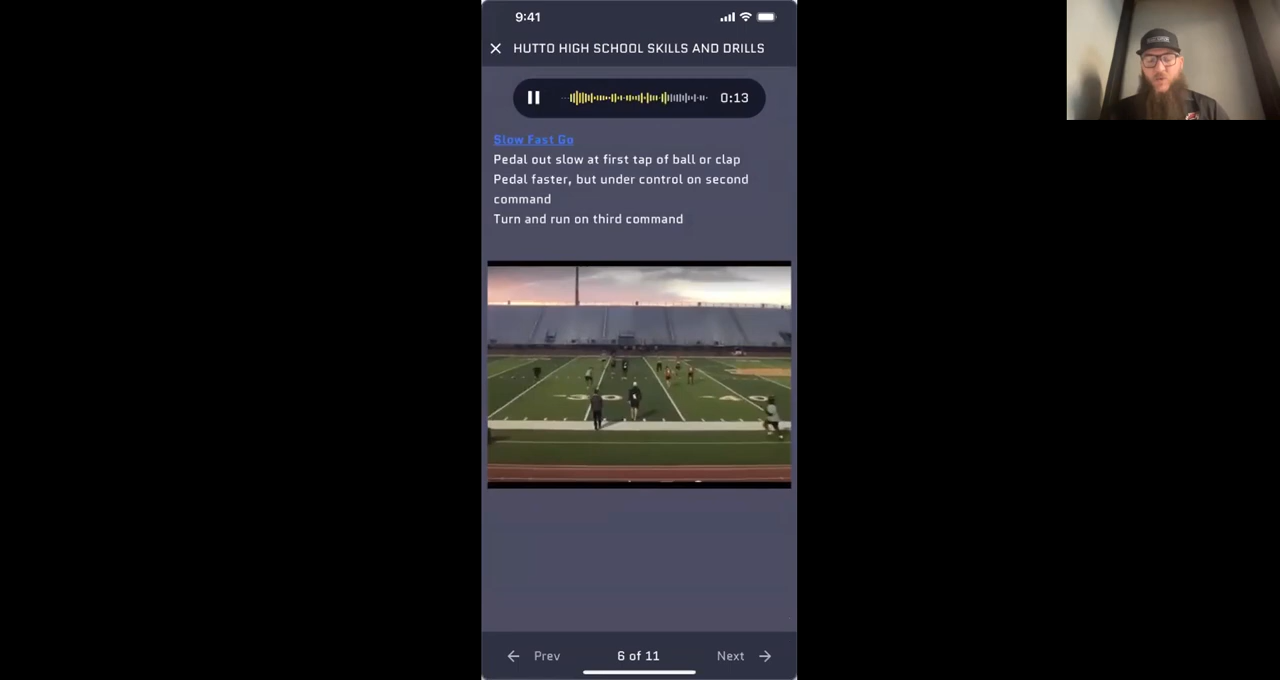 9:41
HUTTO HIGH SCHOOL SKILLS AND DRILLS
0:13
Slow Fast Go
Pedal out slow at first tap of ball or clap
Pedal faster, but under control on second
command
Turn and run on third command
30
40
Prev
6 of 11
Next